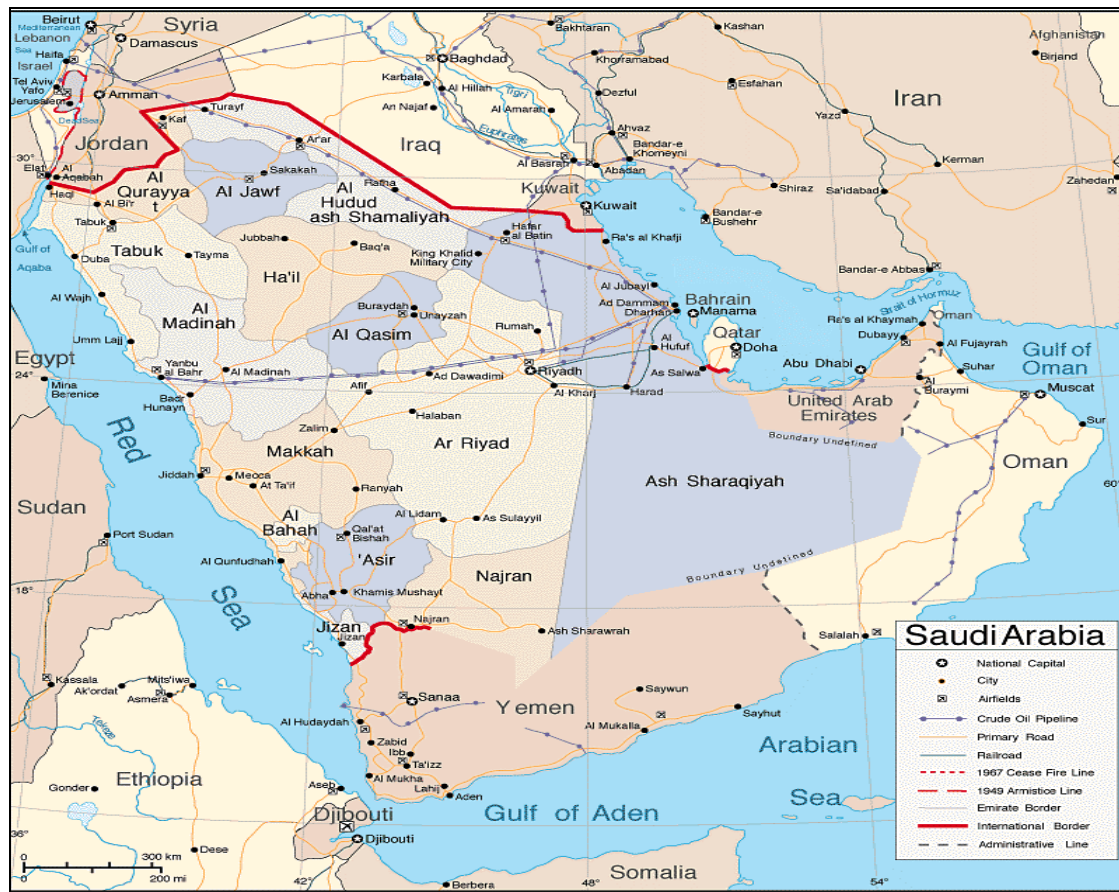 Beirut
Mediterranean
Sea
Lebanon
Syria
Damascus
Haifa
Israel
Tel Aviv
Yafo
Jerusalem
Amman
DeadSea
Jordan
Elat
Al
Aqabah
Haql
Gulf of
Aqaba
Bakhtaran
Kashan
Afghanistan
Birjand
Baghdad
Khorramabad
Karbala
Al Hillah
Tigri
Dezful
Esfahan
Iran
An Najaf
Al Amarah
Yazd
Iraq
Euphrates
Ahvaz
Al Basrah
Bandar-e
Khomeyni
Abadan
Kerman
Zahedan
Shiraz
Sa'idabad
Kuwait
Kuwait
Bandar-e
Bushehr
Bandar-e Abbas
Turayf
Kaf
Ar'ar
30°
Al
Qurayya
t
Al Jawf
Sakakah
Al
Hudud
ash Shamaliyah
Rafha
Al Bi'r
Tabuk
Tabuk
Duba
Tayma
Jubbah
Baq'a
Ha'il
Hafar
al Batin
King Khalid
Military City
Ra's al Khafji
Al Wajh
Al
Madinah
Umm Lajj
Buraydah
Unayzah
Al Qasim
Rumah
Al Jubayl
Ad Dammam
Dharhan
Bahrain
Manama
Strait of Hormuz
Ra's al Khaymah
Oman
Dubayy
Al Fujayrah
Qatar
Doha
Al
Hufuf
As Salwa
Abu Dhabi
Gulf of
Oman
Suhar
Muscat
Al
Buraymi
Sur
United Arab
Emirates
Boundary Undefined
Oman
Egypt
24°
Mina
Berenice
Yanbu
al Bahr
Al Madinah
Badr
Hunayn
Afif
Ad Dawadimi
Riyadh
Al Kharj
Harad
Halaban
Zalim
Ar Riyad
Red
Sea
Makkah
Jiddah
Mecca
At Ta'if
Ranyah
Ash Sharaqiyah
60°
Sudan
Port Sudan
Al
Bahah
Qal'at
Bishah
Al Lidam
As Sulayyil
Al Qunfudhah
'Asir
Najran
Boundary Undefined
18°
Abha
Khamis Mushayt
Jizan
Jizan
Najran
Ash Sharawrah
Salalah
Kassala
Ak'ordat
Mits'iwa
Asmera
Tekeze
Sanaa
Yemen
Saywun
Al Mukalla
Sayhut
Al Hudaydah
Zabid
Ibb
Ta'izz
Al Mukha
Lahij
Aden
Arabian
Sea
Ethiopia
Gonder
Aseb
Djibouti
Djibouti
Gulf of Aden
36°
Dese
0 300 km
0 200 mi
42°
Berbera
48°
Somalia
54°
Saudi Arabia
National Capital
City
Airfields
Crude Oil Pipeline
Primary Road
Railroad
1967 Cease Fire Line
1949 Armistice Line
Emirate Border
International Border
Administrative Line